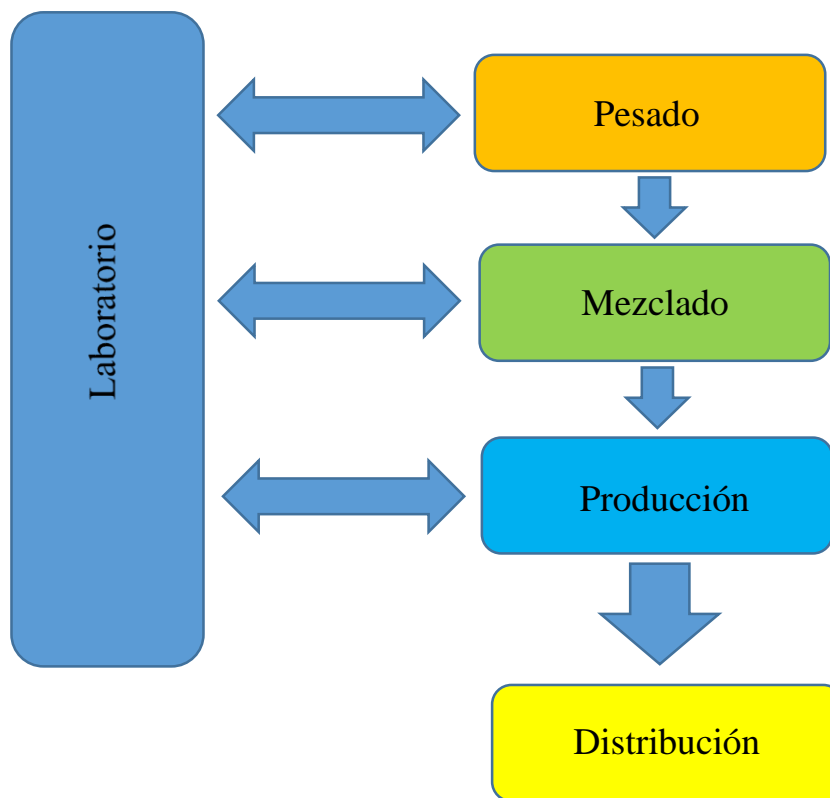 Laboratorio
Pesado
Mezclado
Producción
Distribución